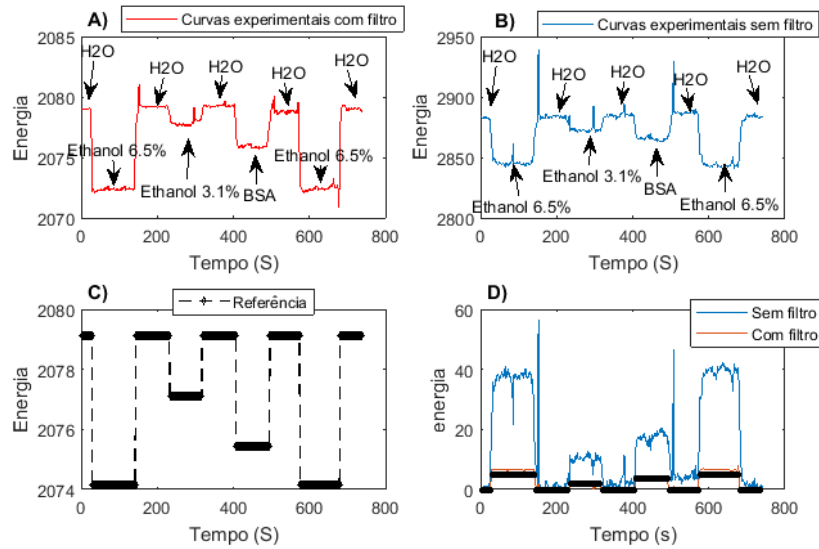 A)
Curvas experimentais com filtro
2085
2080
2075
2070
Energia
H2O
H2O
H2O
H2O
H2O
Ethanol 6.5%
Ethanol 3.1%
BSA
Ethanol 6.5%
0
200
400
600
800
Tempo (S)
B)
Curvas experimentais sem filtro
2950
2900
2850
2800
Energia
H2O
H2O
H2O
H2O
H2O
Ethanol 6.5%
Ethanol 3.1%
BSA
Ethanol 6.5%
0
200
400
600
800
Tempo (S)
C)
Referência
2080
2078
2076
2074
Energia
0
200
400
600
800
Tempo (S)
D)
Sem filtro
Com filtro
60
40
20
0
energia
0
200
400
600
800
Tempo (s)